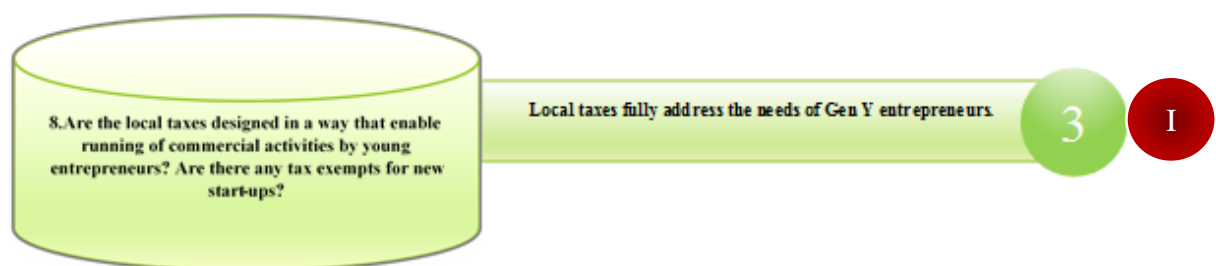 8.Are the local taxes designed in a way that enable
running of commercial activities by young
entrepreneurs? Are there any tax exempts for new
start-ups?
Local taxes fully address the needs of Gen Y entrepreneurs.
3
I